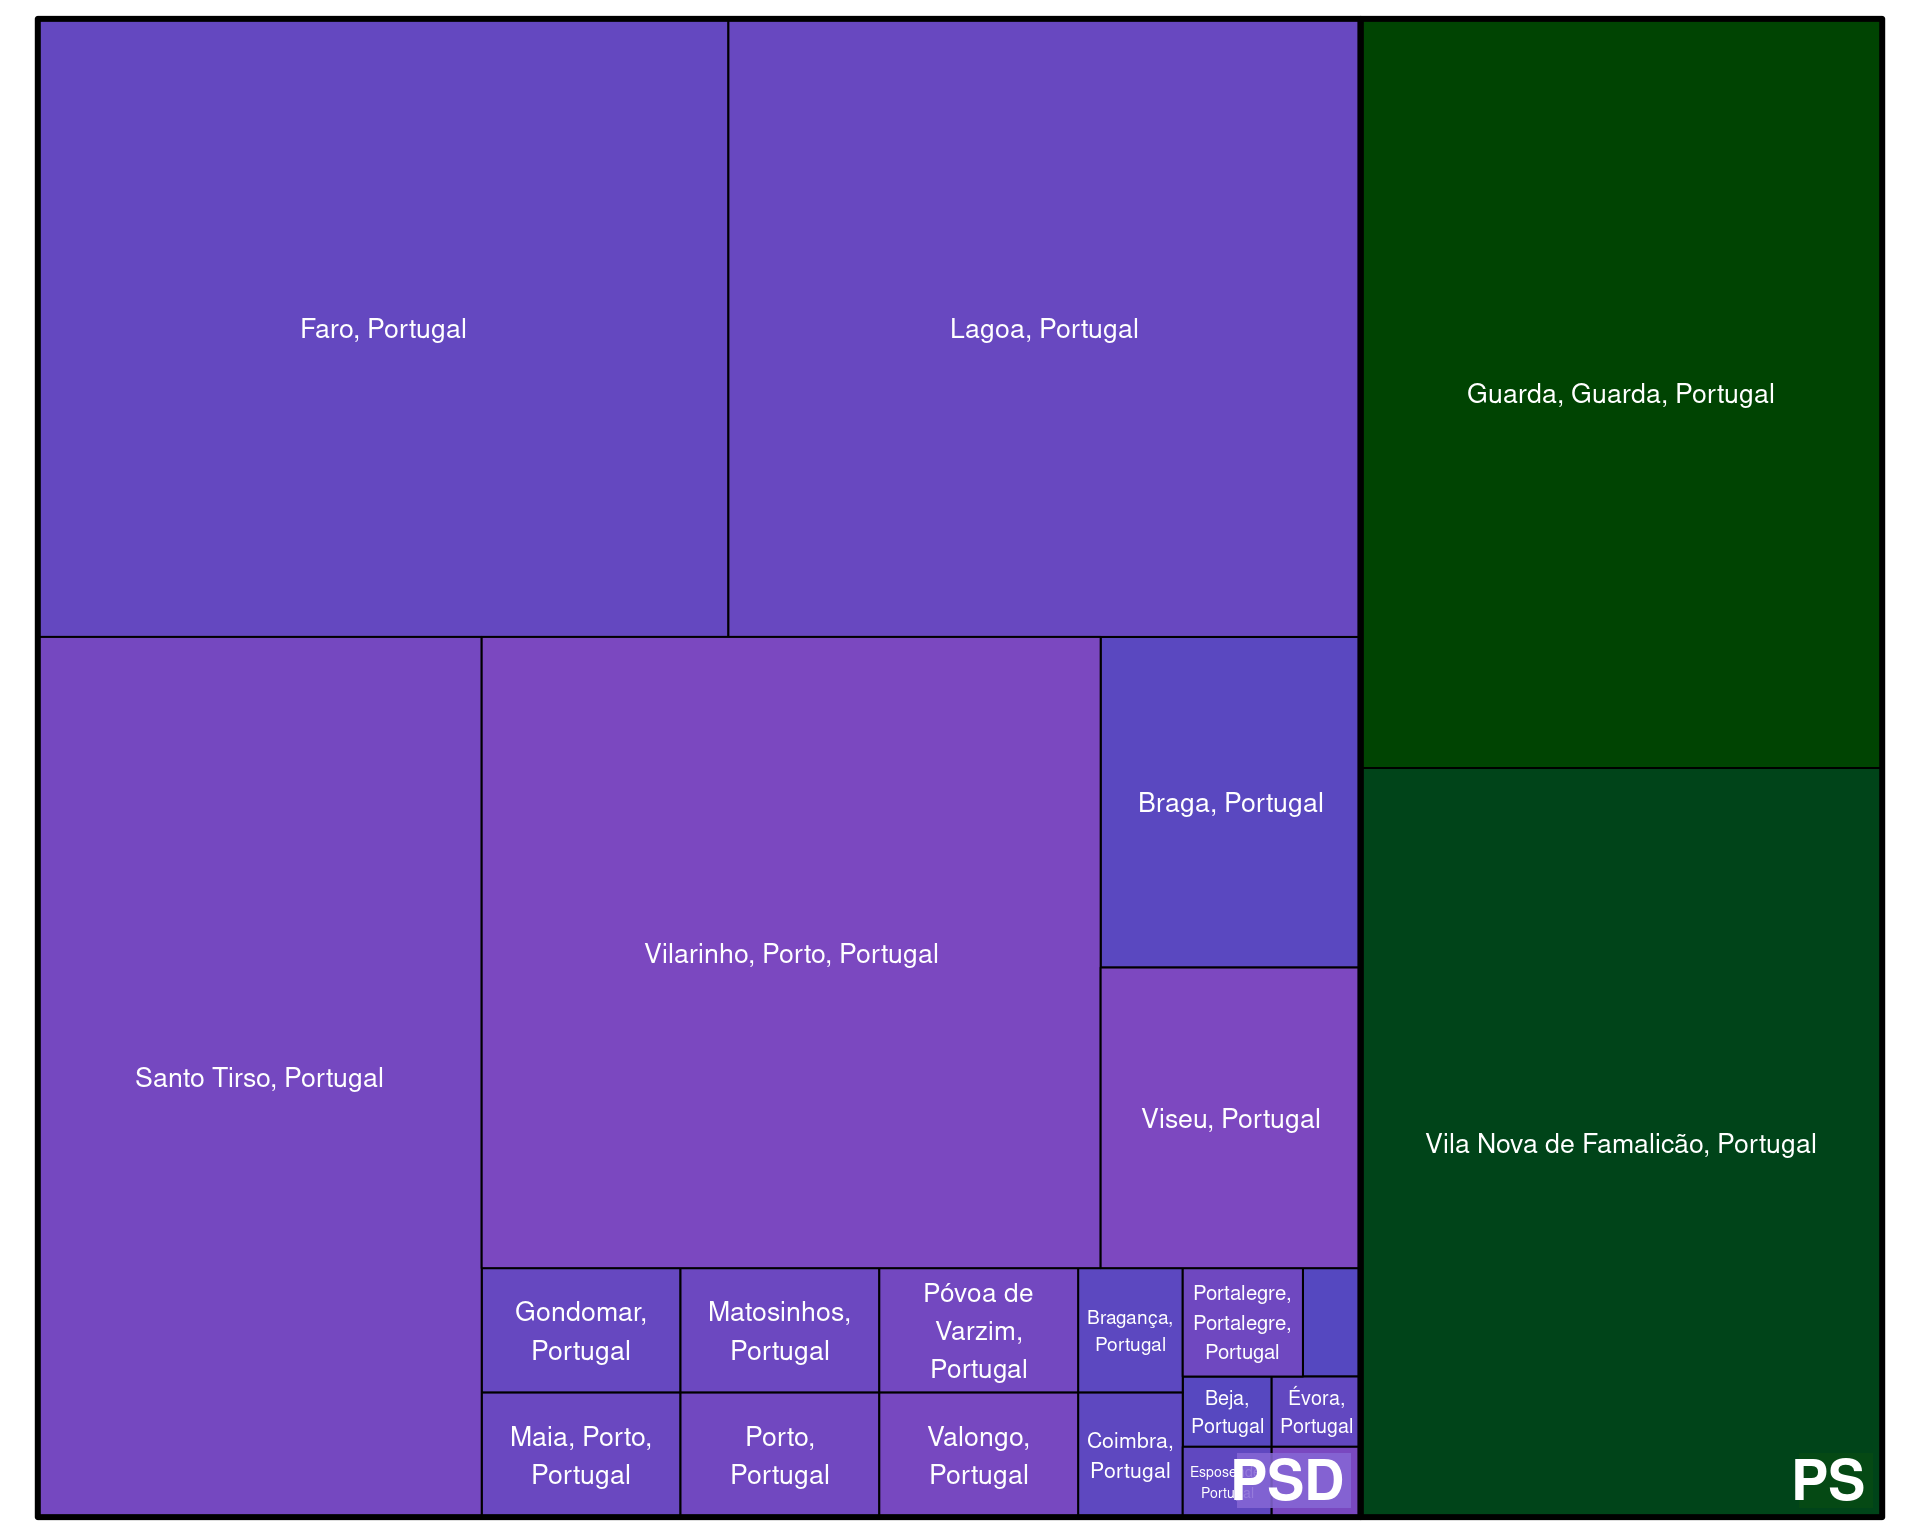 Faro, Portugal
Lagoa, Portugal
Guarda, Guarda, Portugal
Santo Tirso, Portugal
Vilarinho, Porto, Portugal
Braga, Portugal
Viseu, Portugal
Vila Nova de Famalicão, Portugal
Gondomar,
Portugal
Matosinhos,
Portugal
Póvoa de
Varzim,
Portugal
Bragança,
Portugal
Portalegre,
Portalegre,
Portugal
Maia, Porto,
Portugal
Porto,
Portugal
Valongo,
Portugal
Coimbra,
Portugal
Beja,
Portugal
Évora,
Portugal
Portugal
PSD
PS